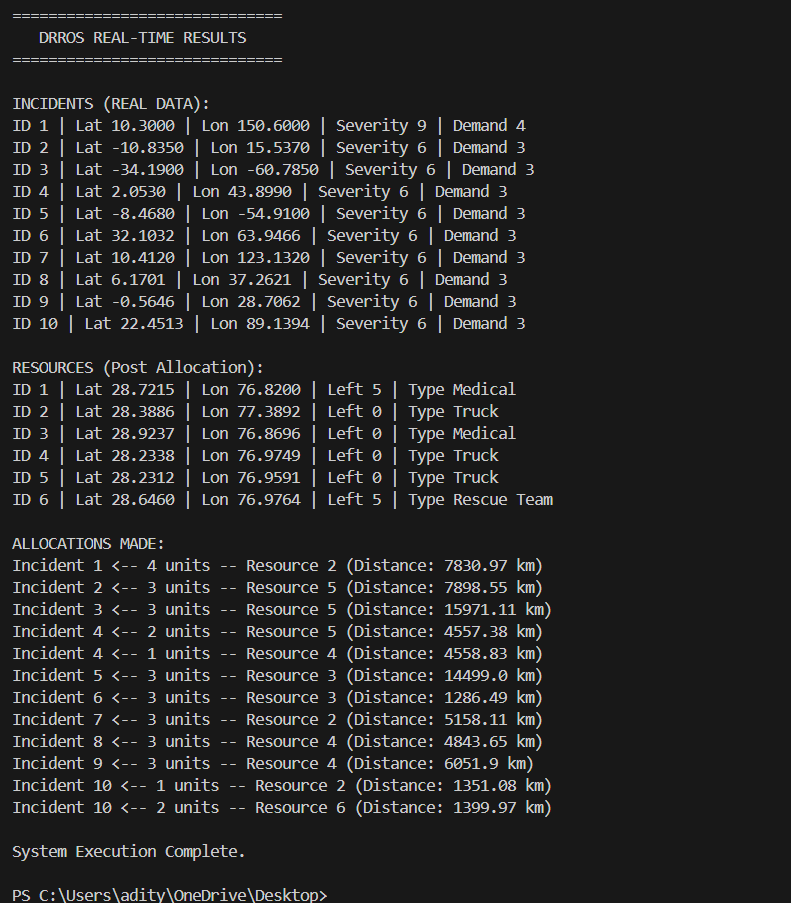 ==============================
DRROS REAL-TIME RESULTS
==============================
INCIDENTS (REAL DATA):
ID 1 | Lat 10.3000 | Lon 150.6000 | Severity 9 | Demand 4
ID 2 | Lat -10.8350 | Lon 15.5370 | Severity 6 | Demand 3
ID 3 | Lat -34.1900 | Lon -60.7850 | Severity 6 | Demand 3
ID 4 | Lat 2.0530 | Lon 43.8990 | Severity 6 | Demand 3
ID 5 | Lat -8.4680 | Lon -54.9100 | Severity 6 | Demand 3
ID 6 | Lat 32.1032 | Lon 63.9466 | Severity 6 | Demand 3
ID 7 | Lat 10.4120 | Lon 123.1320 | Severity 6 | Demand 3
ID 8 | Lat 6.1701 | Lon 37.2621 | Severity 6 | Demand 3
ID 9 | Lat -0.5646 | Lon 28.7062 | Severity 6 | Demand 3
ID 10 | Lat 22.4513 | Lon 89.1394 | Severity 6 | Demand 3
RESOURCES (Post Allocation):
ID 1 | Lat 28.7215 | Lon 76.8200 | Left 5 | Type Medical
ID 2 | Lat 28.3886 | Lon 77.3892 | Left 0 | Type Truck
ID 3 | Lat 28.9237 | Lon 76.8696 | Left 0 | Type Medical
ID 4 | Lat 28.2338 | Lon 76.9749 | Left 0 | Type Truck
ID 5 | Lat 28.2312 | Lon 76.9591 | Left 0 | Type Truck
ID 6 | Lat 28.6460 | Lon 76.9764 | Left 5 | Type Rescue Team
ALLOCATIONS MADE:
Incident 1 <-- 4 units -- Resource 2 (Distance: 7830.97 km)
Incident 2 <-- 3 units -- Resource 5 (Distance: 7898.55 km)
Incident 3 <-- 3 units -- Resource 5 (Distance: 15971.11 km)
Incident 4 <-- 2 units -- Resource 5 (Distance: 4557.38 km)
Incident 4 <-- 1 units -- Resource 4 (Distance: 4558.83 km)
Incident 5 <-- 3 units -- Resource 3 (Distance: 14499.0 km)
Incident 6 <-- 3 units -- Resource 3 (Distance: 1286.49 km)
Incident 7 <-- 3 units -- Resource 2 (Distance: 5158.11 km)
Incident 8 <-- 3 units -- Resource 4 (Distance: 4843.65 km)
Incident 9 <-- 3 units -- Resource 4 (Distance: 6051.9 km)
Incident 10 <-- 1 units -- Resource 2 (Distance: 1351.08 km)
Incident 10 <-- 2 units -- Resource 6 (Distance: 1399.97 km)
System Execution Complete.
PS C:\Users\adity\OneDrive\Desktop>